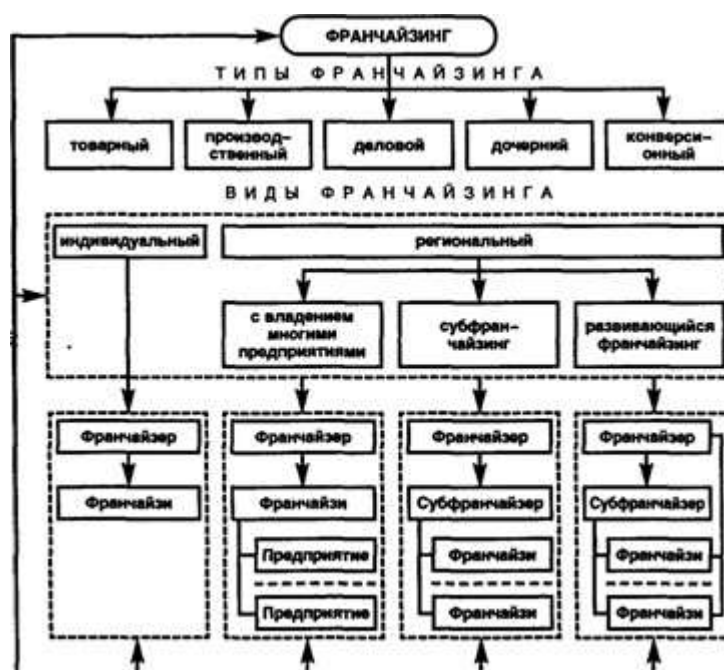 ФРАНЧАЙЗИНГ
ТИПЫ ФРАНЧАЙЗИНГА
товарный
производ-
ственный
деловой
дочерний
конверси-
онный
ВИДЫ ФРАНЧАЙЗИНГА
индивидуальный
региональный
с владением
многими
предприятиями
субфран-
чайзинг
развивающийся
франчайзинг
Франчайзер
Франчайзер
Франчайзер
Франчайзер
Франчайзи
Франчайзи
Субфранчайзер
Субфранчайзер
Предприятие
Франчайзи
Франчайзи
Предприятие
Франчайзи
Франчайзи